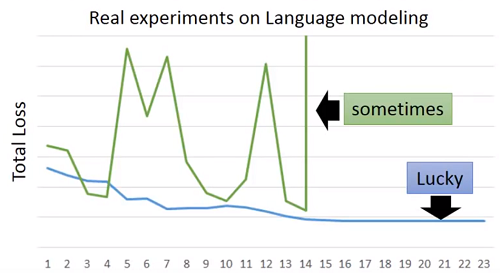 Real experiments on Language modeling
Total Loss
sometimes
Lucky
1 2 3 4 5 6 7 8 9 10 11 12 13 14 15 16 17 18 19 20 21 22 23